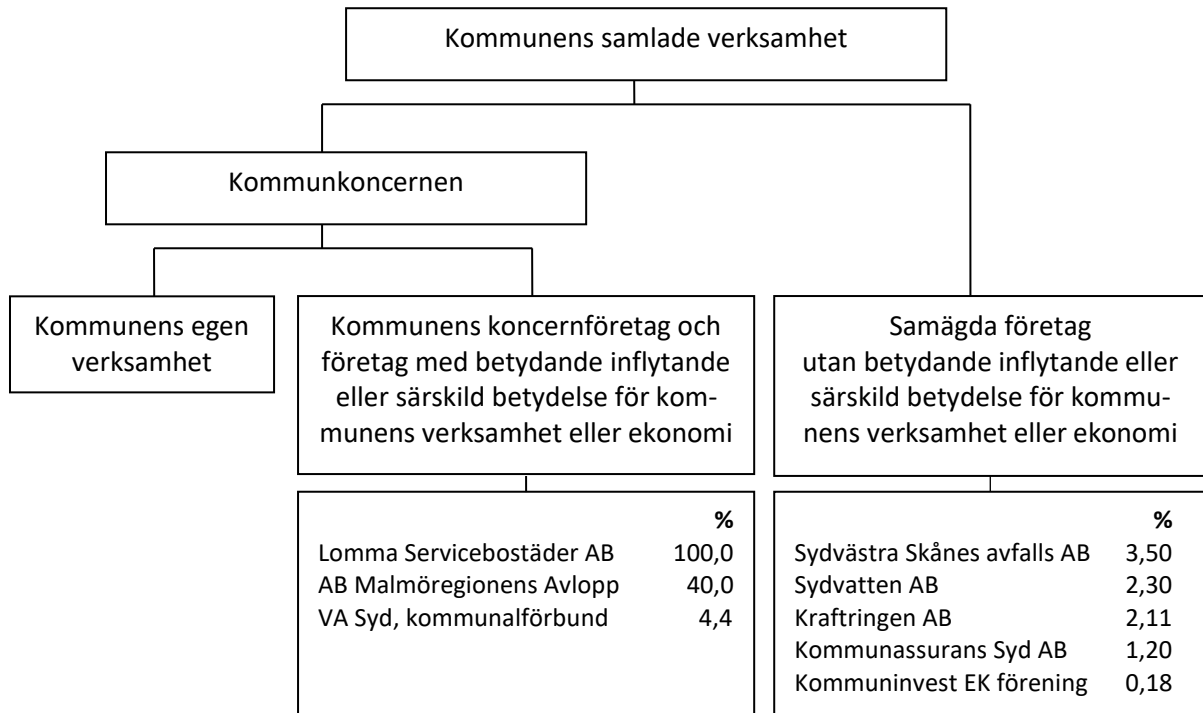 Kommunens samlade verksamhet
Kommunkoncernen
Kommunens egen
verksamhet
Kommunens koncernföretag och
företag med betydande inflytande
eller särskild betydelse för kom-
munens verksamhet eller ekonomi
Samägda företag
utan betydande inflytande eller
särskild betydelse för kommu-
nens verksamhet eller ekonomi
%
Lomma Servicebostäder AB 100,0
AB Malmöregionens Avlopp 40,0
VA Syd, kommunalförbund 4,4
%
Sydvästra Skånes avfalls AB 3,50
Sydvatten AB 2,30
Kraftringen AB 2,11
Kommunassurans Syd AB 1,20
Kommuninvest EK förening 0,18